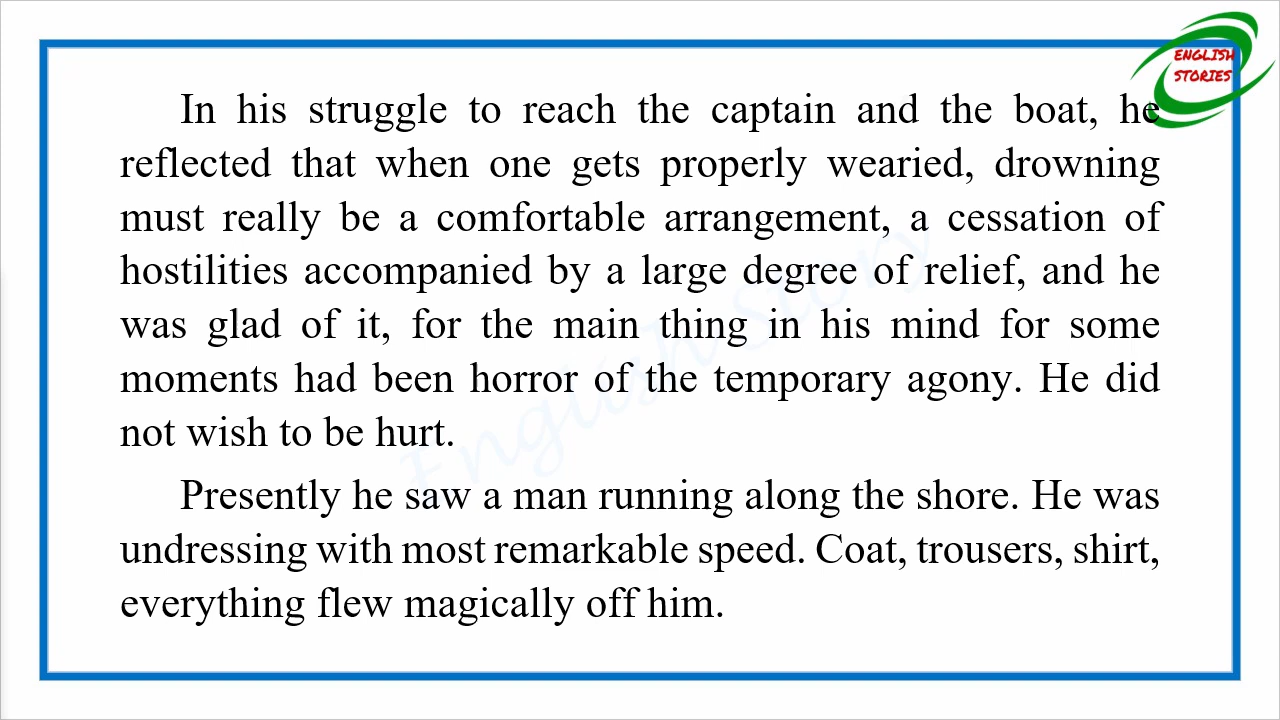 ENGLISH
STORIES
In his struggle to reach the captain and the boat, he
reflected that when one gets properly wearied, drowning
must really be a comfortable arrangement, a cessation of
hostilities accompanied by a large degree of relief, and he
was glad of it, for the main thing in his mind for some
moments had been horror of the temporary agony. He did
not wish to be hurt.
Presently he saw a man running along the shore. He was
undressing with most remarkable speed. Coat, trousers, shirt,
everything flew magically off him.
English Story